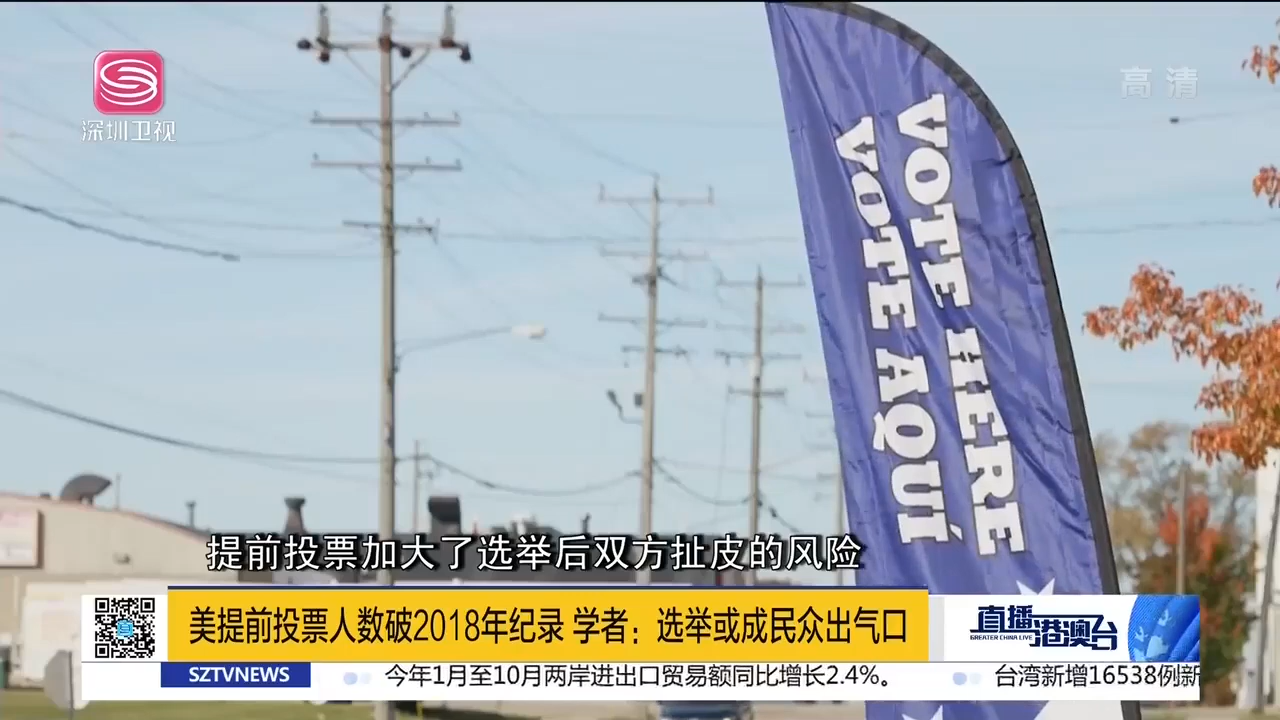 深圳卫视
高清
VOTE HERE
VOTE AQUÍ
提前投票加大了选举后双方扯皮的风险
美提前投票人数破2018年纪录 学者：选举或成民众出气口
直播港澳台
GREATER CHINA LIVE
SZTVNEWS
今年1月至10月两岸进出口贸易额同比增长2.4%。
台湾新增16538例新